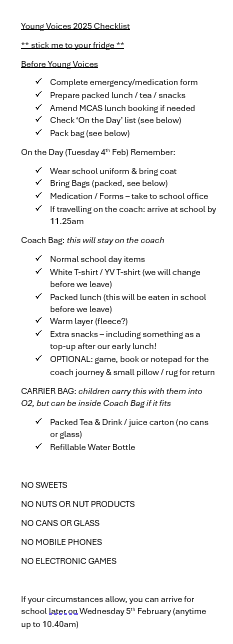 Young Voices 2025 Checklist
** stick me to your fridge **
Before Young Voices
✓ Complete emergency/medication form
✓ Prepare packed lunch / tea / snacks
✓ Amend MCAS lunch booking if needed
✓ Check ‘On the Day’ list (see below)
✓ Pack bag (see below)
On the Day (Tuesday 4th Feb) Remember:
✓ Wear school uniform & bring coat
✓ Bring Bags (packed, see below)
✓ Medication / Forms – take to school office
✓ If travelling on the coach: arrive at school by
11.25am
Coach Bag: this will stay on the coach
✓ Normal school day items
✓ White T-shirt / YV T-shirt (we will change
before we leave)
✓ Packed lunch (this will be eaten in school
before we leave)
✓ Warm layer (fleece?)
✓ Extra snacks – including something as a
top-up after our early lunch!
✓ OPTIONAL: game, book or notepad for the
coach journey & small pillow / rug for return
CARRIER BAG: children carry this with them into
O2, but can be inside Coach Bag if it fits
✓ Packed Tea & Drink / juice carton (no cans
or glass)
✓ Refillable Water Bottle
NO SWEETS
NO NUTS OR NUT PRODUCTS
NO CANS OR GLASS
NO MOBILE PHONES
NO ELECTRONIC GAMES
If your circumstances allow, you can arrive for
school later on Wednesday 5th February (anytime
up to 10.40am)